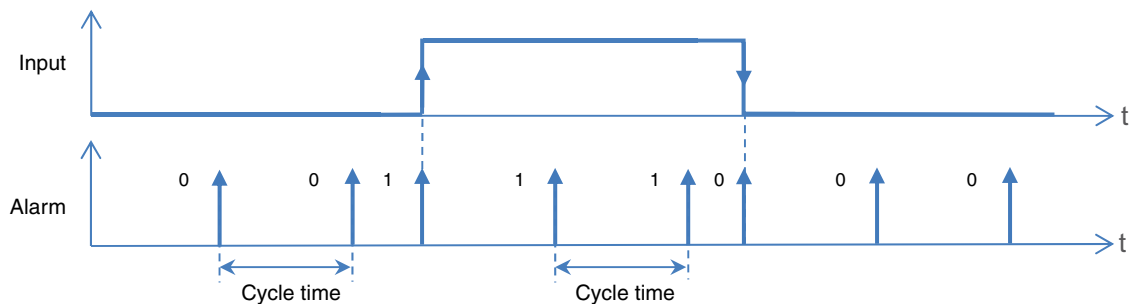 Input
t
0 0 1 1 1 0 0 0
Alarm
t
Cycle time Cycle time